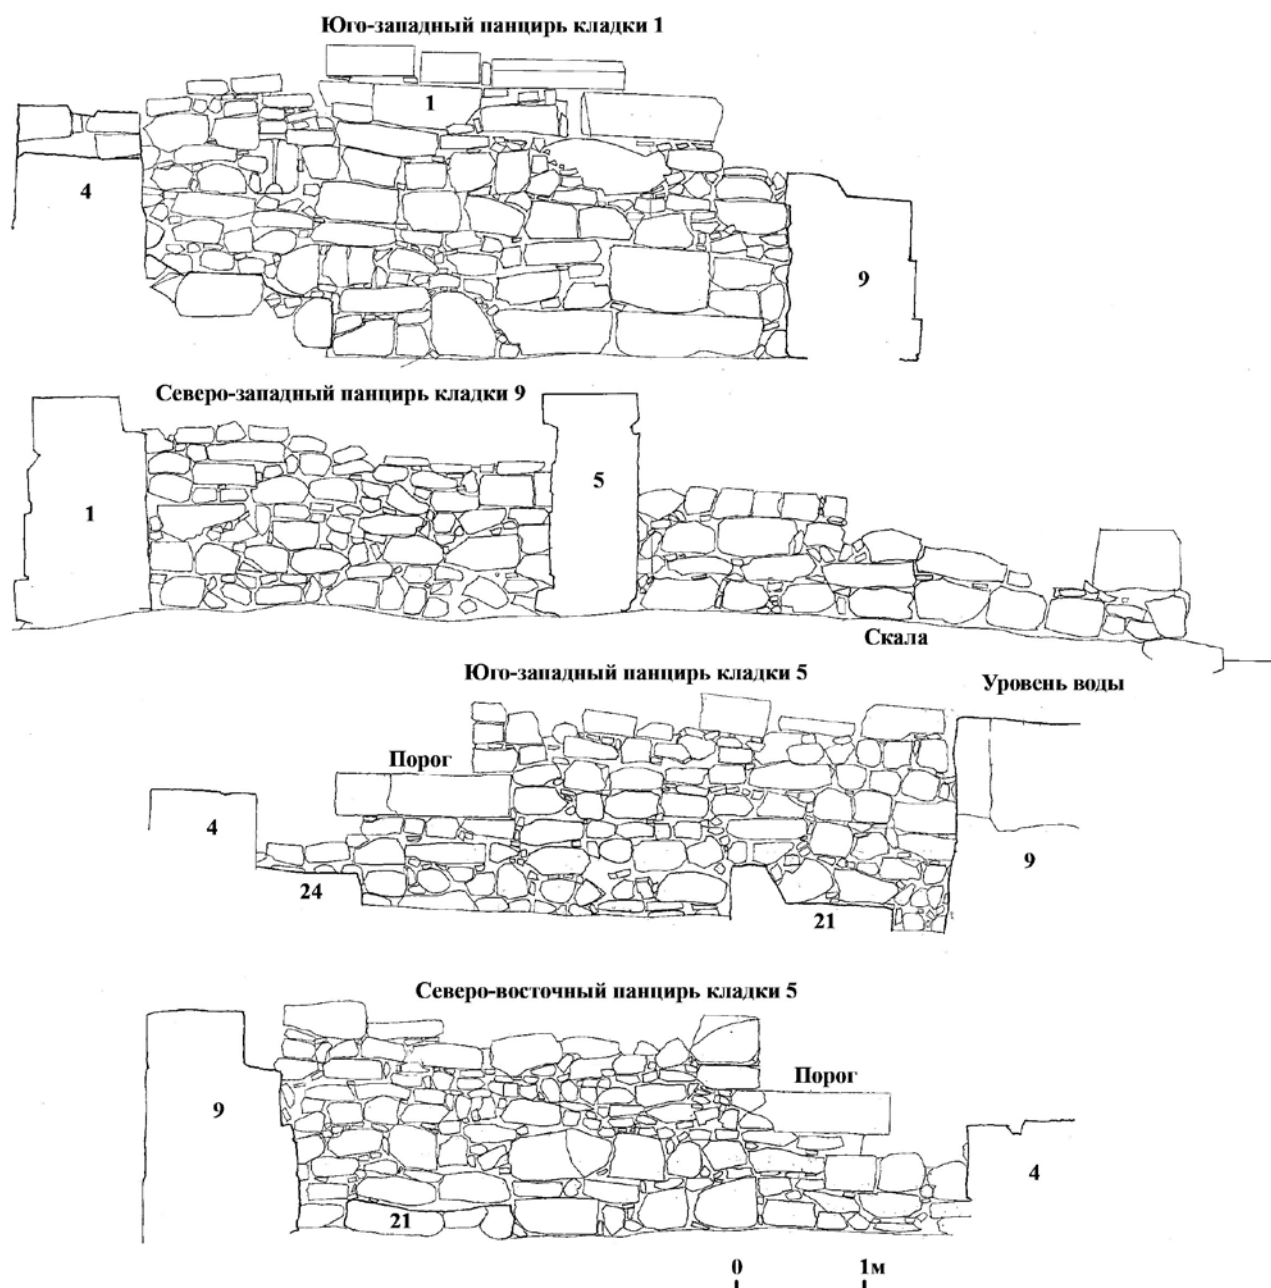 Юго-западный панцирь кладки 1
1
4
9
Северо-западный панцирь кладки 9
5
1
Скала
Юго-западный панцирь кладки 5
Уровень воды
Порог
4
9
24
21
Северо-восточный панцирь кладки 5
Порог
9
4
21
0 1м